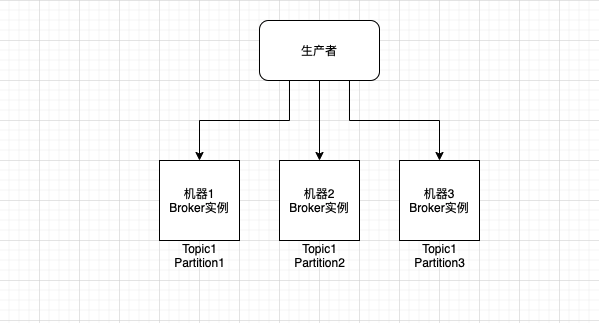 生产者
机器1
Broker实例
机器2
Broker实例
机器3
Broker实例
Topic1
Partition1
Topic1
Partition2
Topic1
Partition3